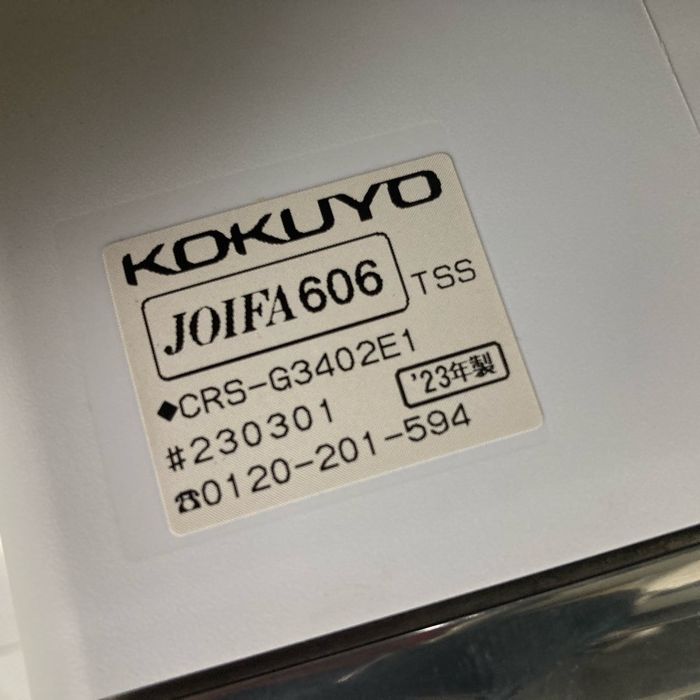 KOKUYO
JOIFA606 TSS
◆CRS-G3402E1
#230301 '23年製
☎0120-201-594